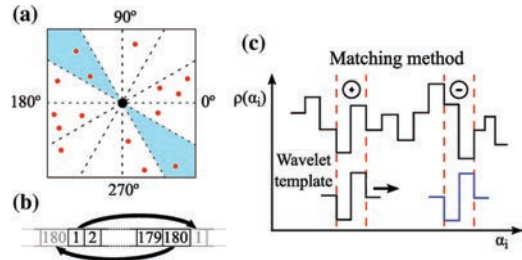 (a)
90º
180º
0º
270º
(b)
180 1 2 179 180 1
(c)
Matching method
ρ(αᵢ)
+
−
Wavelet
template
αᵢ